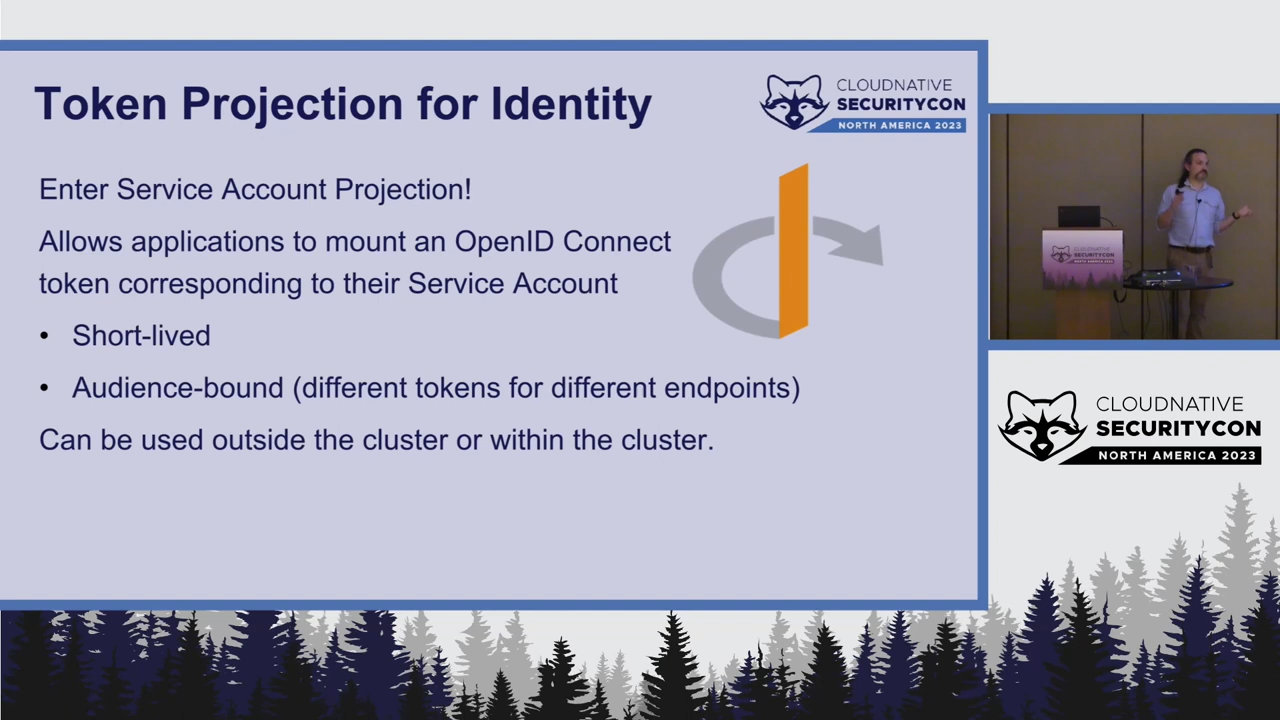 Token Projection for Identity
CLOUDNATIVE
SECURITYCON
NORTH AMERICA 2023
Enter Service Account Projection!
Allows applications to mount an OpenID Connect
token corresponding to their Service Account
• Short-lived
• Audience-bound (different tokens for different endpoints)
Can be used outside the cluster or within the cluster.
CLOUDNATIVE
SECURITYCON
CLOUDNATIVE
SECURITYCON
NORTH AMERICA 2023